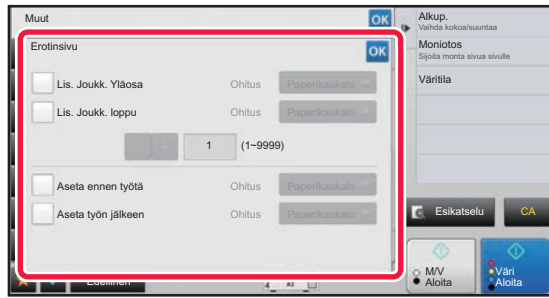 Muut
OK
Erotinsivu
OK
Lis. Joukk. Yläosa
Ohitus
Paperikaukalo
Lis. Joukk. loppu
Ohitus
Paperikaukalo
1
(1~9999)
Aseta ennen työtä
Ohitus
Paperikaukalo
Aseta työn jälkeen
Ohitus
Paperikaukalo
Edellinen
Alkup.
Vaihda kokoa/suuntaa
Moniotos
Sijoita monta sivua sivulle
Väritila
Esikatselu
CA
M/V
Aloita
Väri
Aloita